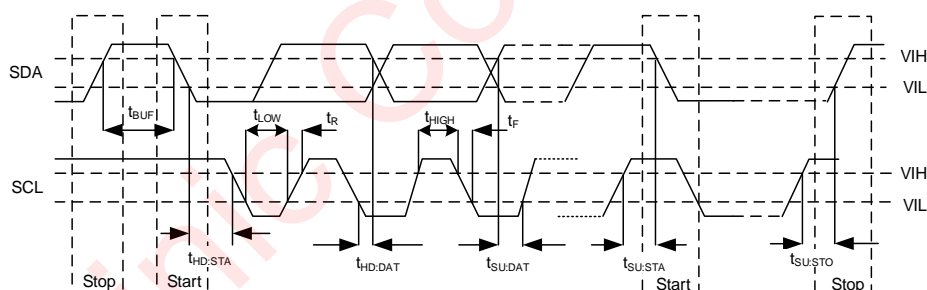 SDA
VIH
VIL
tBUF
tLOW
tR
tHIGH
tF
SCL
VIH
VIL
tHD:STA
tHD:DAT
tSU:DAT
tSU:STA
tSU:STO
Stop
Start
Start
Stop